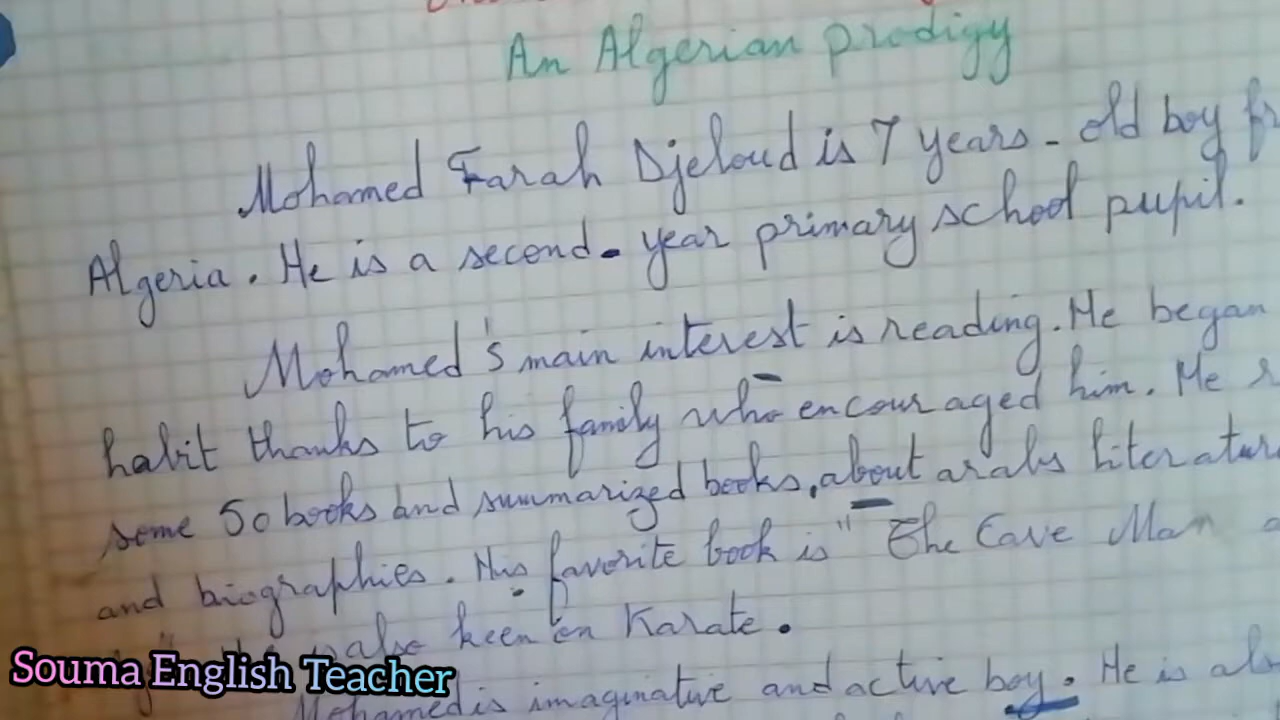 An Algerian prodigy
Mohamed Farah Djeloud is 7 years - old boy
Algeria. He is a second - year primary school pupil.
Mohamed's main interest is reading. He began
habit thanks to his family who encouraged him. He
some 50 books and summarized books, about arabs literature
and biographies. His favorite book is " The Cave Man
is also keen on Karate.
Mohamed is imaginative and active boy. He is
Souma English Teacher